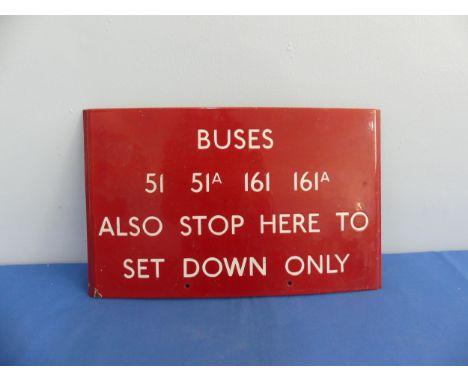 BUSES
51 51A 161 161A
ALSO STOP HERE TO
SET DOWN ONLY